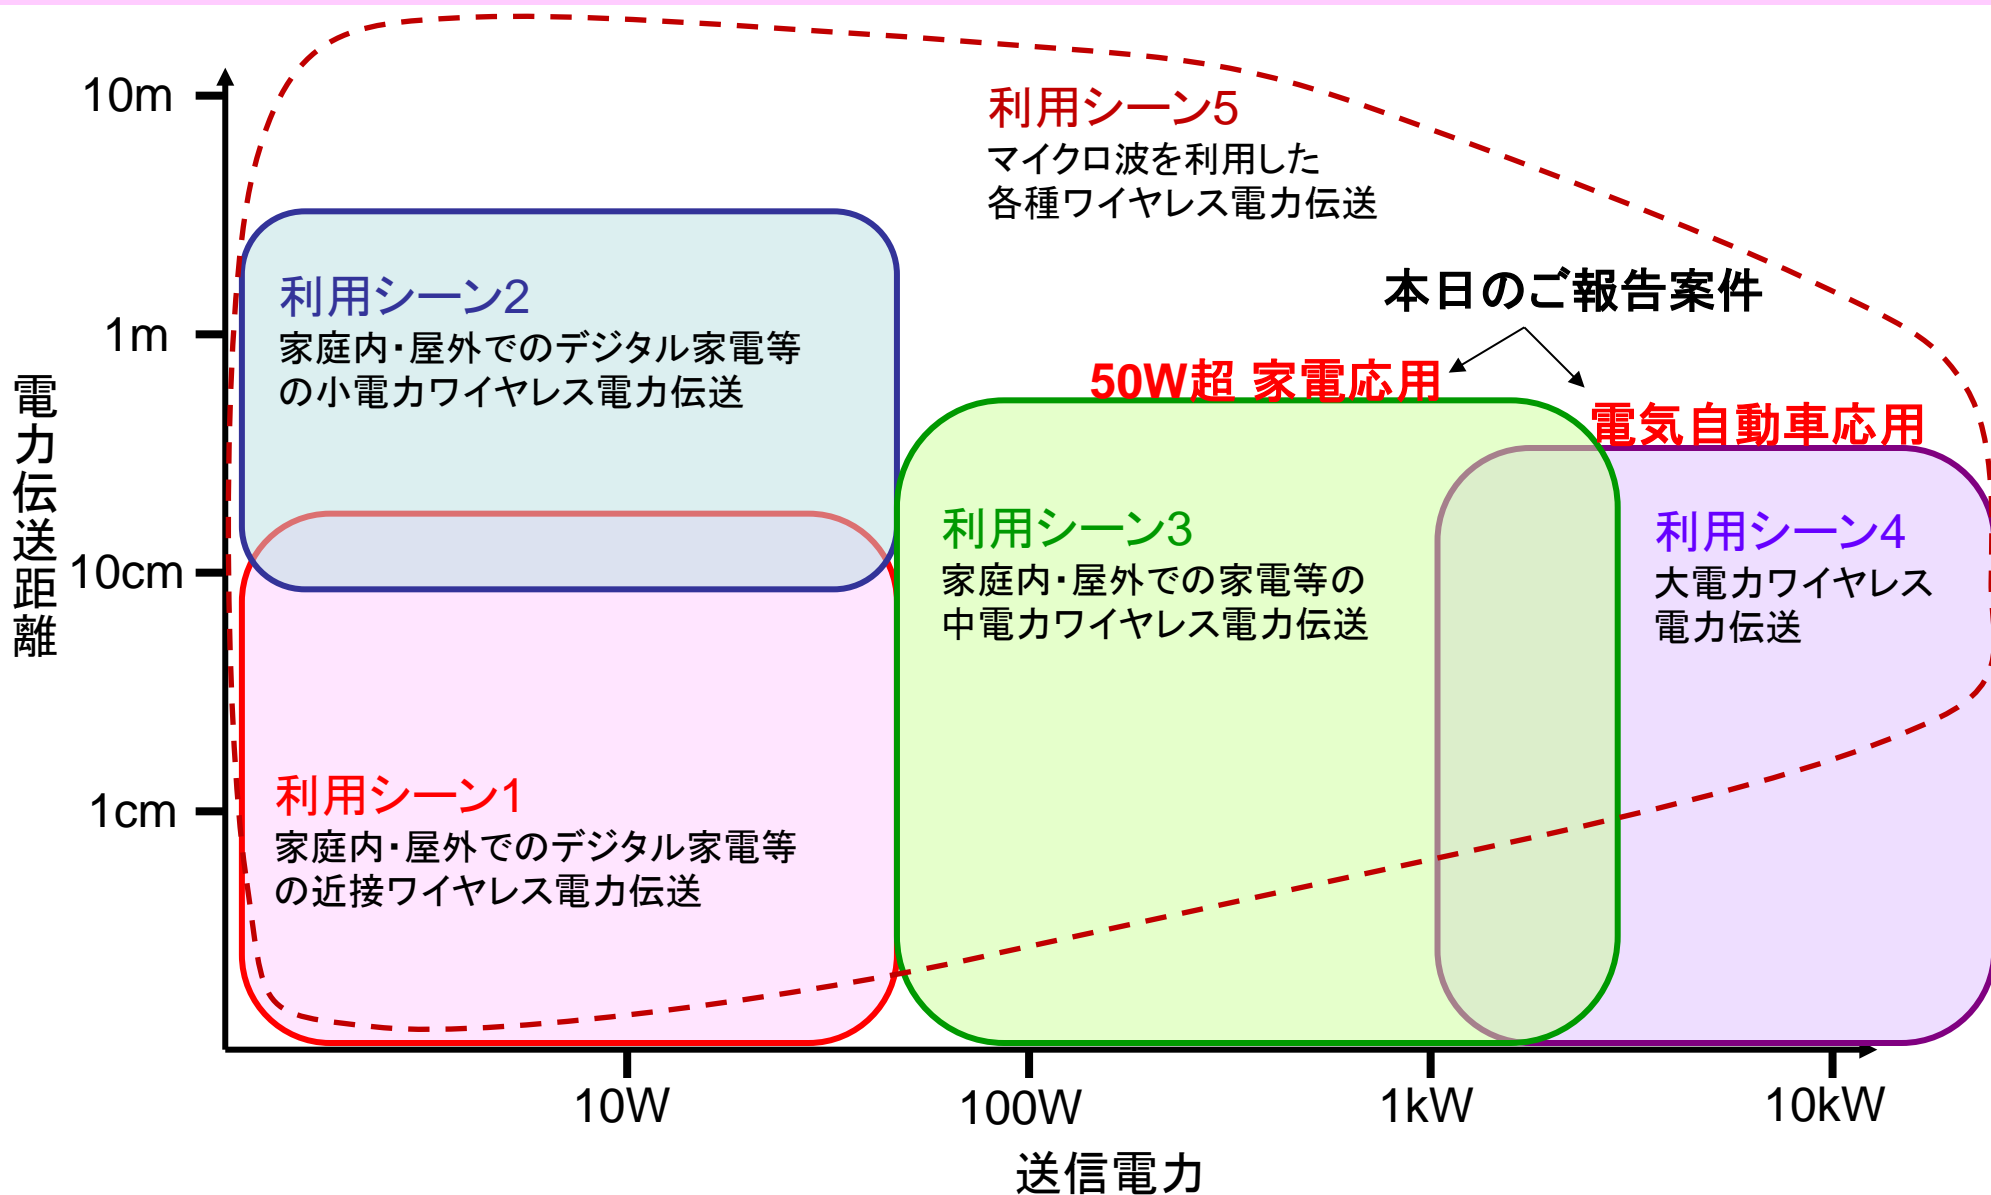 10m
1m
10cm
1cm
電力伝送距離
利用シーン5
マイクロ波を利用した
各種ワイヤレス電力伝送
本日のご報告案件
50W超 家電応用
電気自動車応用
利用シーン2
家庭内・屋外でのデジタル家電等
の小電力ワイヤレス電力伝送
利用シーン3
家庭内・屋外での家電等の
中電力ワイヤレス電力伝送
利用シーン4
大電力ワイヤレス
電力伝送
利用シーン1
家庭内・屋外でのデジタル家電等
の近接ワイヤレス電力伝送
10W
100W
1kW
10kW
送信電力